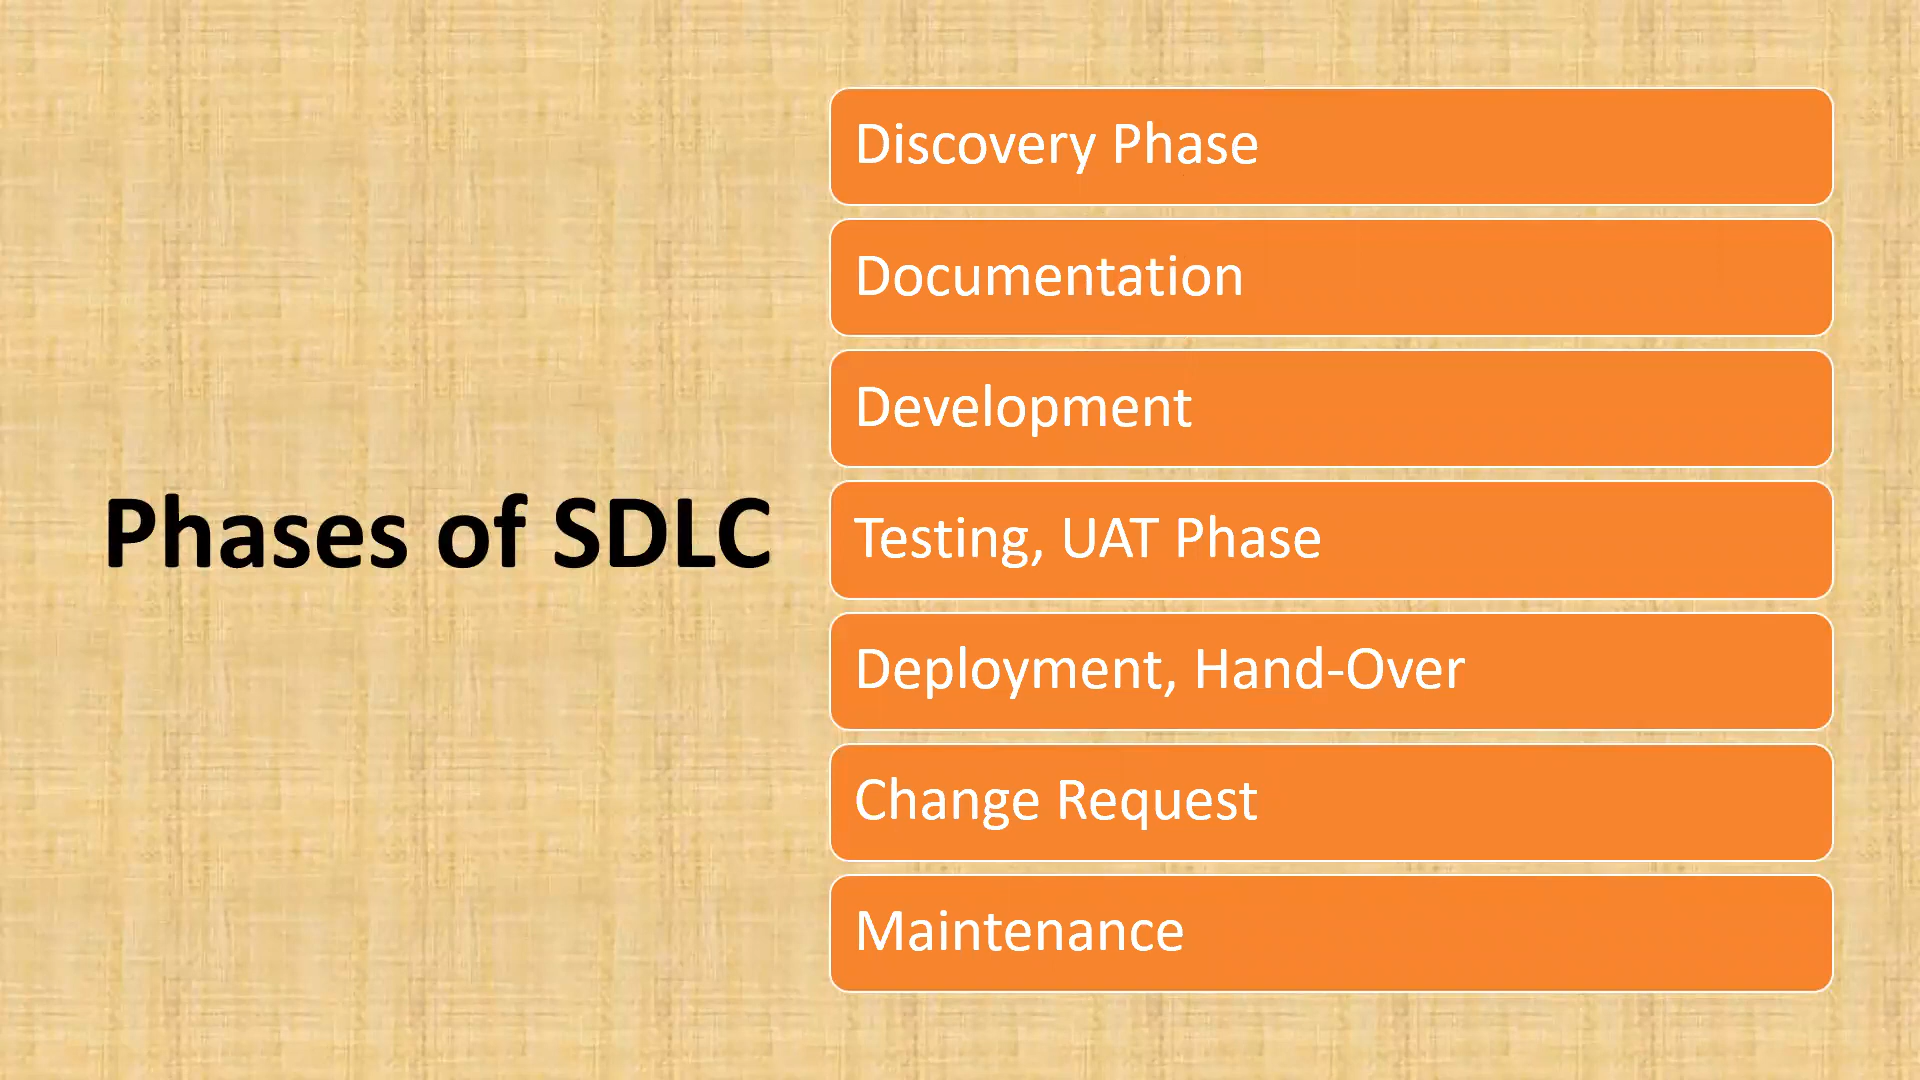 Phases of SDLC
Discovery Phase
Documentation
Development
Testing, UAT Phase
Deployment, Hand-Over
Change Request
Maintenance